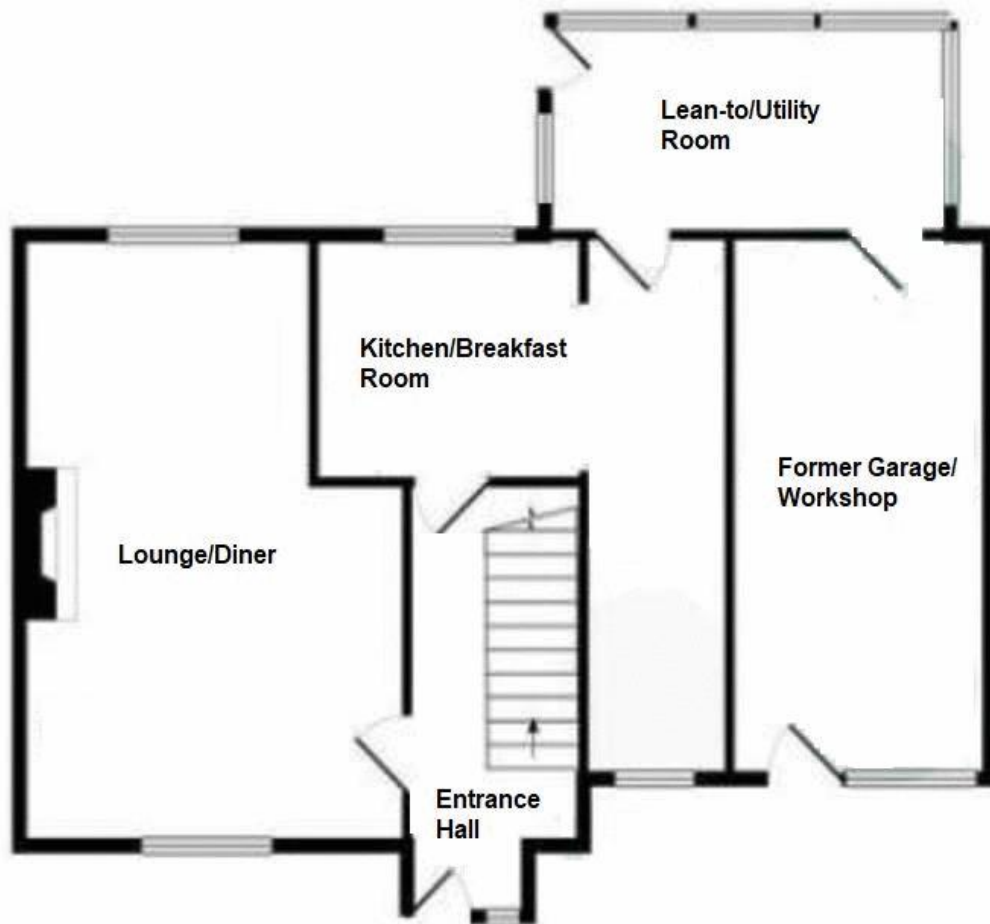 Lean-to/Utility
Room
Kitchen/Breakfast
Room
Former Garage/
Workshop
Lounge/Diner
Entrance
Hall